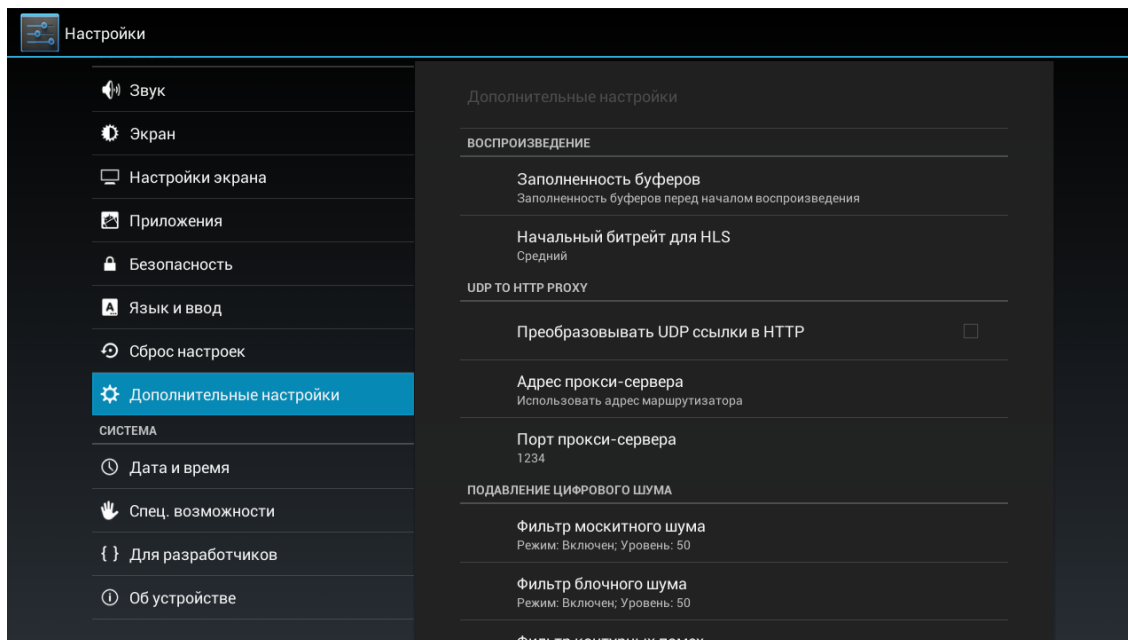 Настройки
Звук
Экран
Настройки экрана
Приложения
Безопасность
Язык и ввод
Сброс настроек
Дополнительные настройки
СИСТЕМА
Дата и время
Спец. возможности
Для разработчиков
Об устройстве
Дополнительные настройки
ВОСПРОИЗВЕДЕНИЕ
Заполненность буферов
Заполненность буферов перед началом воспроизведения
Начальный битрейт для HLS
Средний
UDP TO HTTP PROXY
Преобразовывать UDP ссылки в HTTP
Адрес прокси-сервера
Использовать адрес маршрутизатора
Порт прокси-сервера
1234
ПОДАВЛЕНИЕ ЦИФРОВОГО ШУМА
Фильтр москитного шума
Режим: Включен; Уровень: 50
Фильтр блочного шума
Режим: Включен; Уровень: 50